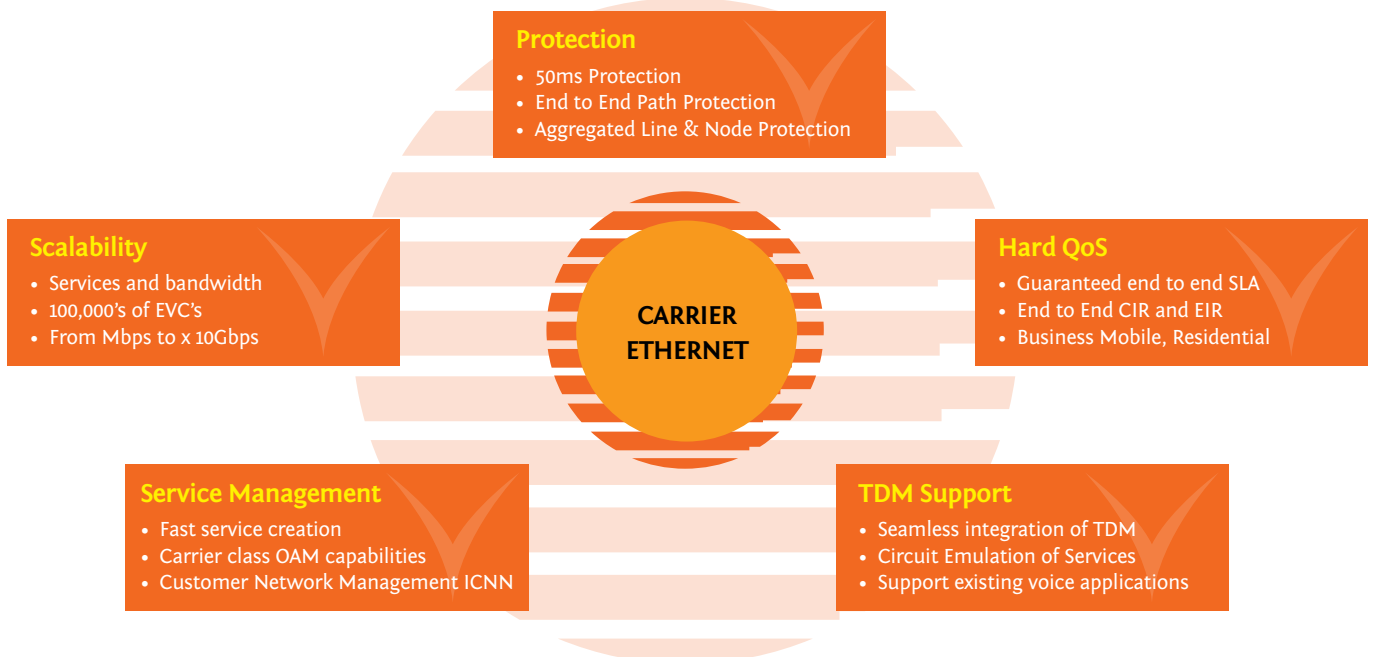 Protection
• 50ms Protection
• End to End Path Protection
• Aggregated Line & Node Protection
Scalability
• Services and bandwidth
• 100,000's of EVC's
• From Mbps to x 10Gbps
CARRIER
ETHERNET
Hard QoS
• Guaranteed end to end SLA
• End to End CIR and EIR
• Business Mobile, Residential
Service Management
• Fast service creation
• Carrier class OAM capabilities
• Customer Network Management ICNN
TDM Support
• Seamless integration of TDM
• Circuit Emulation of Services
• Support existing voice applications